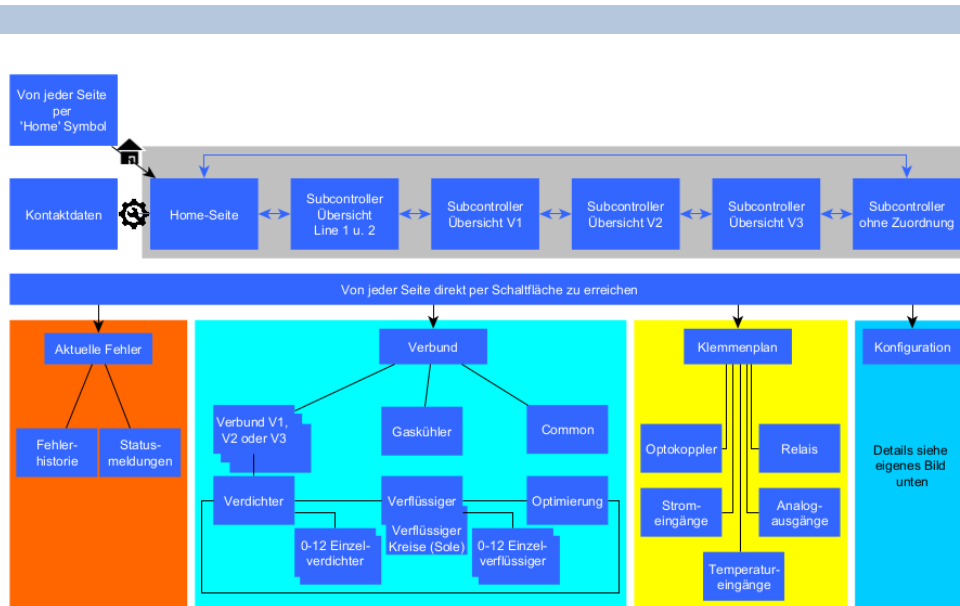 Von jeder Seite
per
'Home' Symbol
Kontaktdaten
Home-Seite
Subcontroller
Übersicht
Line 1 u. 2
Subcontroller
Übersicht V1
Subcontroller
Übersicht V2
Subcontroller
Übersicht V3
Subcontroller
ohne Zuordnung
Von jeder Seite direkt per Schaltfläche zu erreichen
Aktuelle Fehler
Fehler-
historie
Status-
meldungen
Verbund
Verbund V1,
V2 oder V3
Gaskühler
Common
Verdichter
Verflüssiger
Optimierung
0-12 Einzel-
verdichter
Verflüssiger
Kreise (Sole)
0-12 Einzel-
verflüssiger
Klemmenplan
Optokoppler
Relais
Strom-
eingänge
Analog-
ausgänge
Temperatur-
eingänge
Konfiguration
Details siehe
eigenes Bild
unten